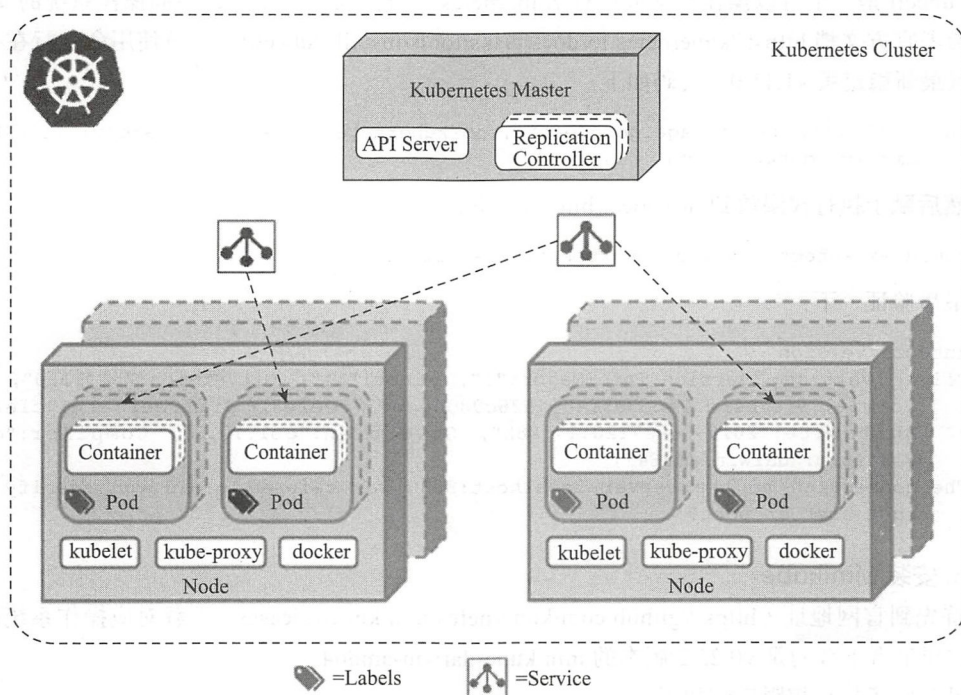 Kubernetes Cluster
Kubernetes Master
API Server
Replication
Controller
Container
Container
Container
Container
Pod
Pod
Pod
Pod
kubelet
kube-proxy
docker
kubelet
kube-proxy
docker
Node
Node
=Labels
=Service